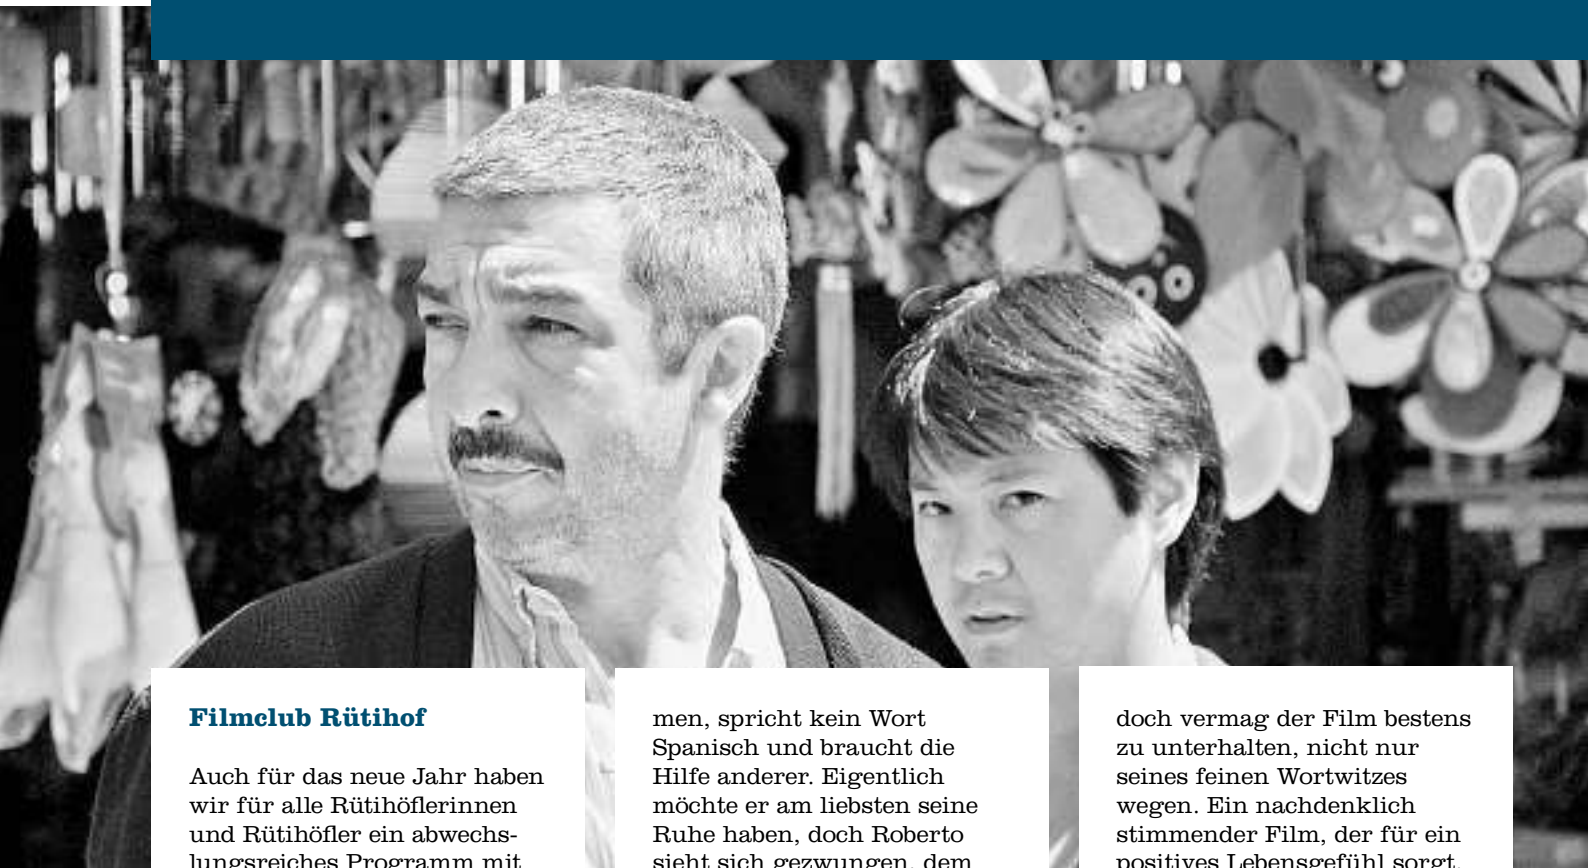 Filmclub Rütihof
Auch für das neue Jahr haben
wir für alle Rütihöflerinnen
und Rütihöfler ein abwechs-
lungsreiches Programm mit
men, spricht kein Wort
Spanisch und braucht die
Hilfe anderer. Eigentlich
möchte er am liebsten seine
Ruhe haben, doch Roberto
sieht sich gezwungen, dem
doch vermag der Film bestens
zu unterhalten, nicht nur
seines feinen Wortwitzes
wegen. Ein nachdenklich
stimmender Film, der für ein
positives Lebensgefühl sorgt.